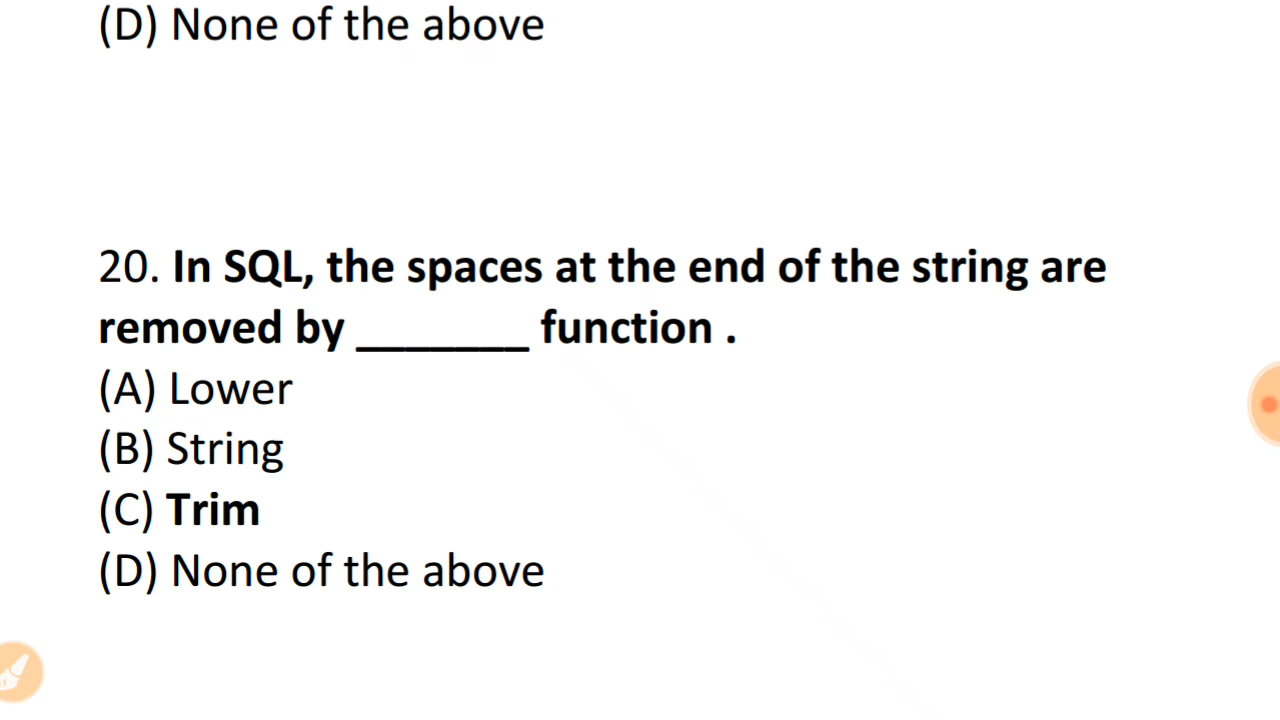 (D) None of the above
20. In SQL, the spaces at the end of the string are
removed by _______ function .
(A) Lower
(B) String
(C) Trim
(D) None of the above